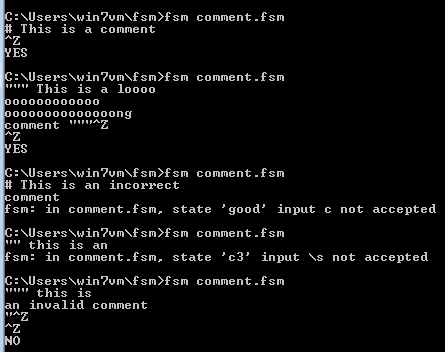 C:\Users\win7vm\fsm>fsm comment.fsm
# This is a comment
^Z
YES
C:\Users\win7vm\fsm>fsm comment.fsm
""" This is a loooo
oooooooooooo
ooooooooooooooong
comment """^Z
^Z
YES
C:\Users\win7vm\fsm>fsm comment.fsm
# This is an incorrect
comment
fsm: in comment.fsm, state 'good' input c not accepted
C:\Users\win7vm\fsm>fsm comment.fsm
"" this is an
fsm: in comment.fsm, state 'c3' input \s not accepted
C:\Users\win7vm\fsm>fsm comment.fsm
""" this is
an invalid comment
"^Z
^Z
NO